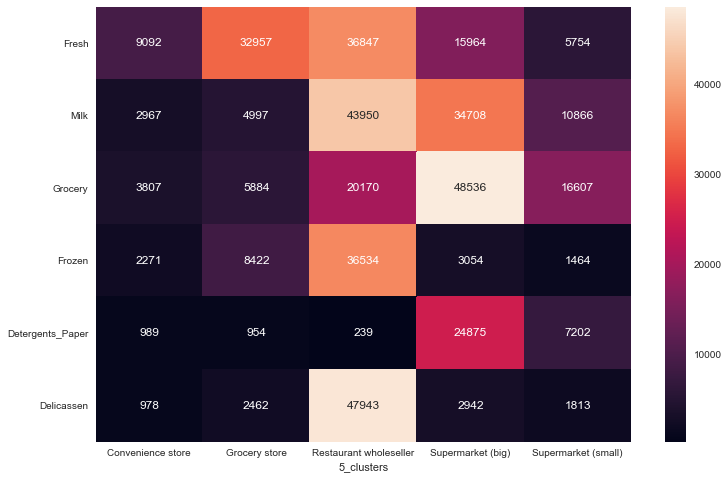 Fresh 9092 32957 36847 15964 5754
Milk 2967 4997 43950 34708 10866
Grocery 3807 5884 20170 48536 16607
Frozen 2271 8422 36534 3054 1464
Detergents_Paper 989 954 239 24875 7202
Delicassen 978 2462 47943 2942 1813
Convenience store Grocery store Restaurant wholeseller Supermarket (big) Supermarket (small)
5_clusters
40000
30000
20000
10000